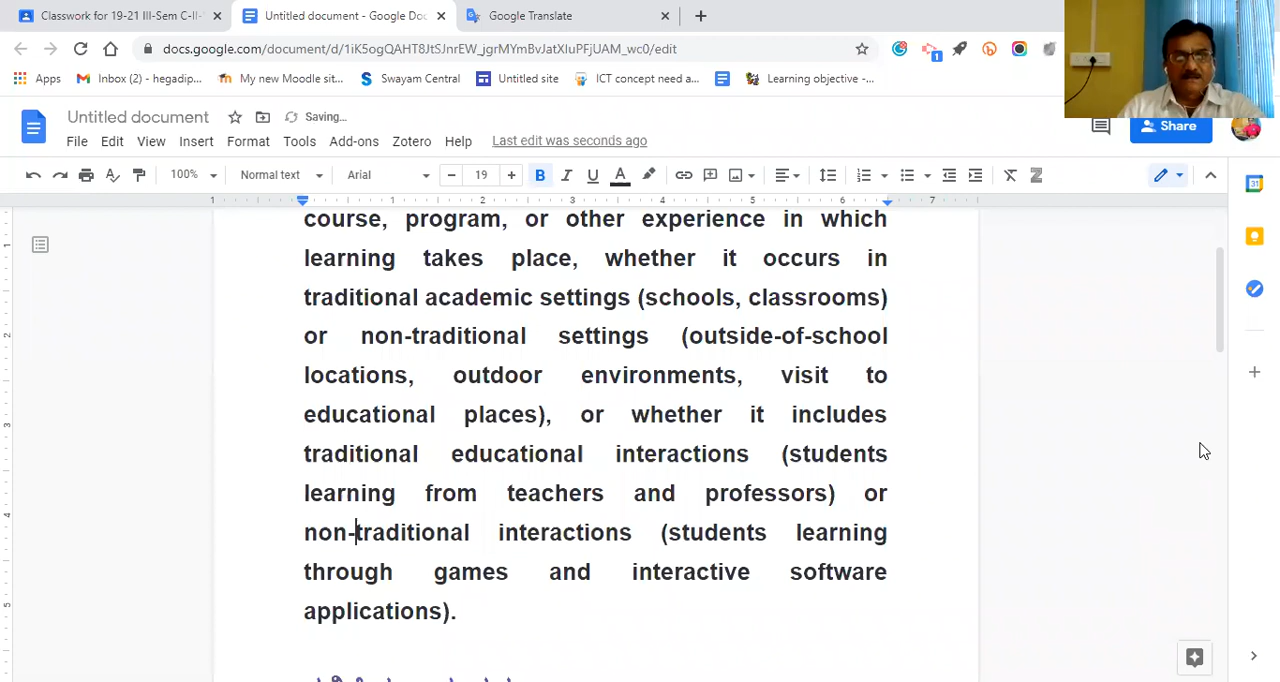 Classwork for 19-21 III-Sem C-II-
Untitled document - Google Doc
Google Translate
docs.google.com/document/d/1iK5ogQAHT8JtSJnrEW_jgrMYmBvJatXIuPFjUAM_wc0/edit
Apps
Inbox (2) - hegadip...
My new Moodle sit...
Swayam Central
Untitled site
ICT concept need a...
Learning objective -...
Untitled document
Saving...
File Edit View Insert Format Tools Add-ons Zotero Help Last edit was seconds ago
Share
100% Normal text Arial 19
course, program, or other experience in which
learning takes place, whether it occurs in
traditional academic settings (schools, classrooms)
or non-traditional settings (outside-of-school
locations, outdoor environments, visit to
educational places), or whether it includes
traditional educational interactions (students
learning from teachers and professors) or
non-traditional interactions (students learning
through games and interactive software
applications).